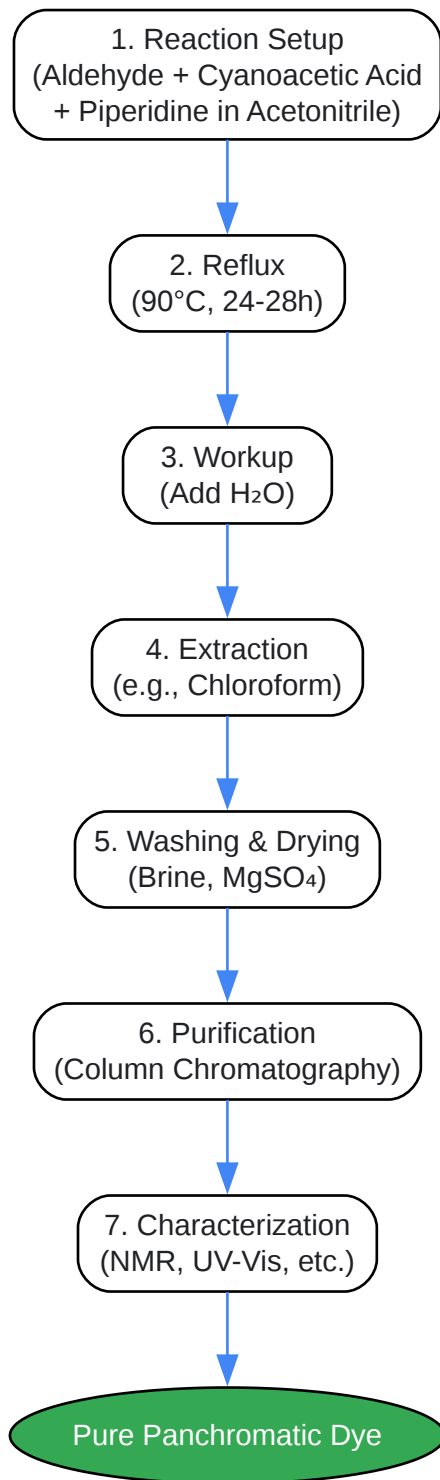 1. Reaction Setup
(Aldehyde + Cyanoacetic Acid
+ Piperidine in Acetonitrile)
2. Reflux
(90°C, 24-28h)
3. Workup
(Add H₂O)
4. Extraction
(e.g., Chloroform)
5. Washing & Drying
(Brine, MgSO₄)
6. Purification
(Column Chromatography)
7. Characterization
(NMR, UV-Vis, etc.)
Pure Panchromatic Dye